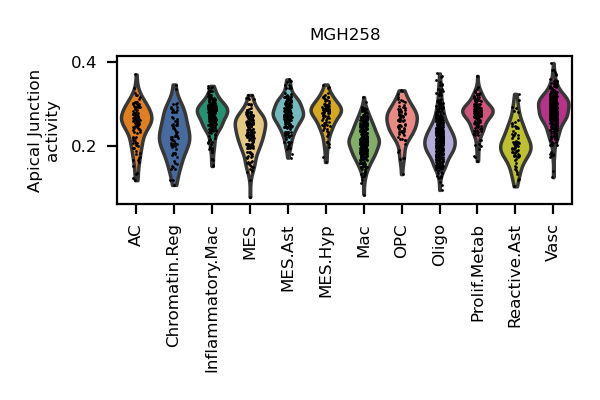 MGH258
Apical Junction
activity
0.4
0.2
AC
Chromatin.Reg
Inflammatory.Mac
MES
MES.Ast
MES.Hyp
Mac
OPC
Oligo
Prolif.Metab
Reactive.Ast
Vasc